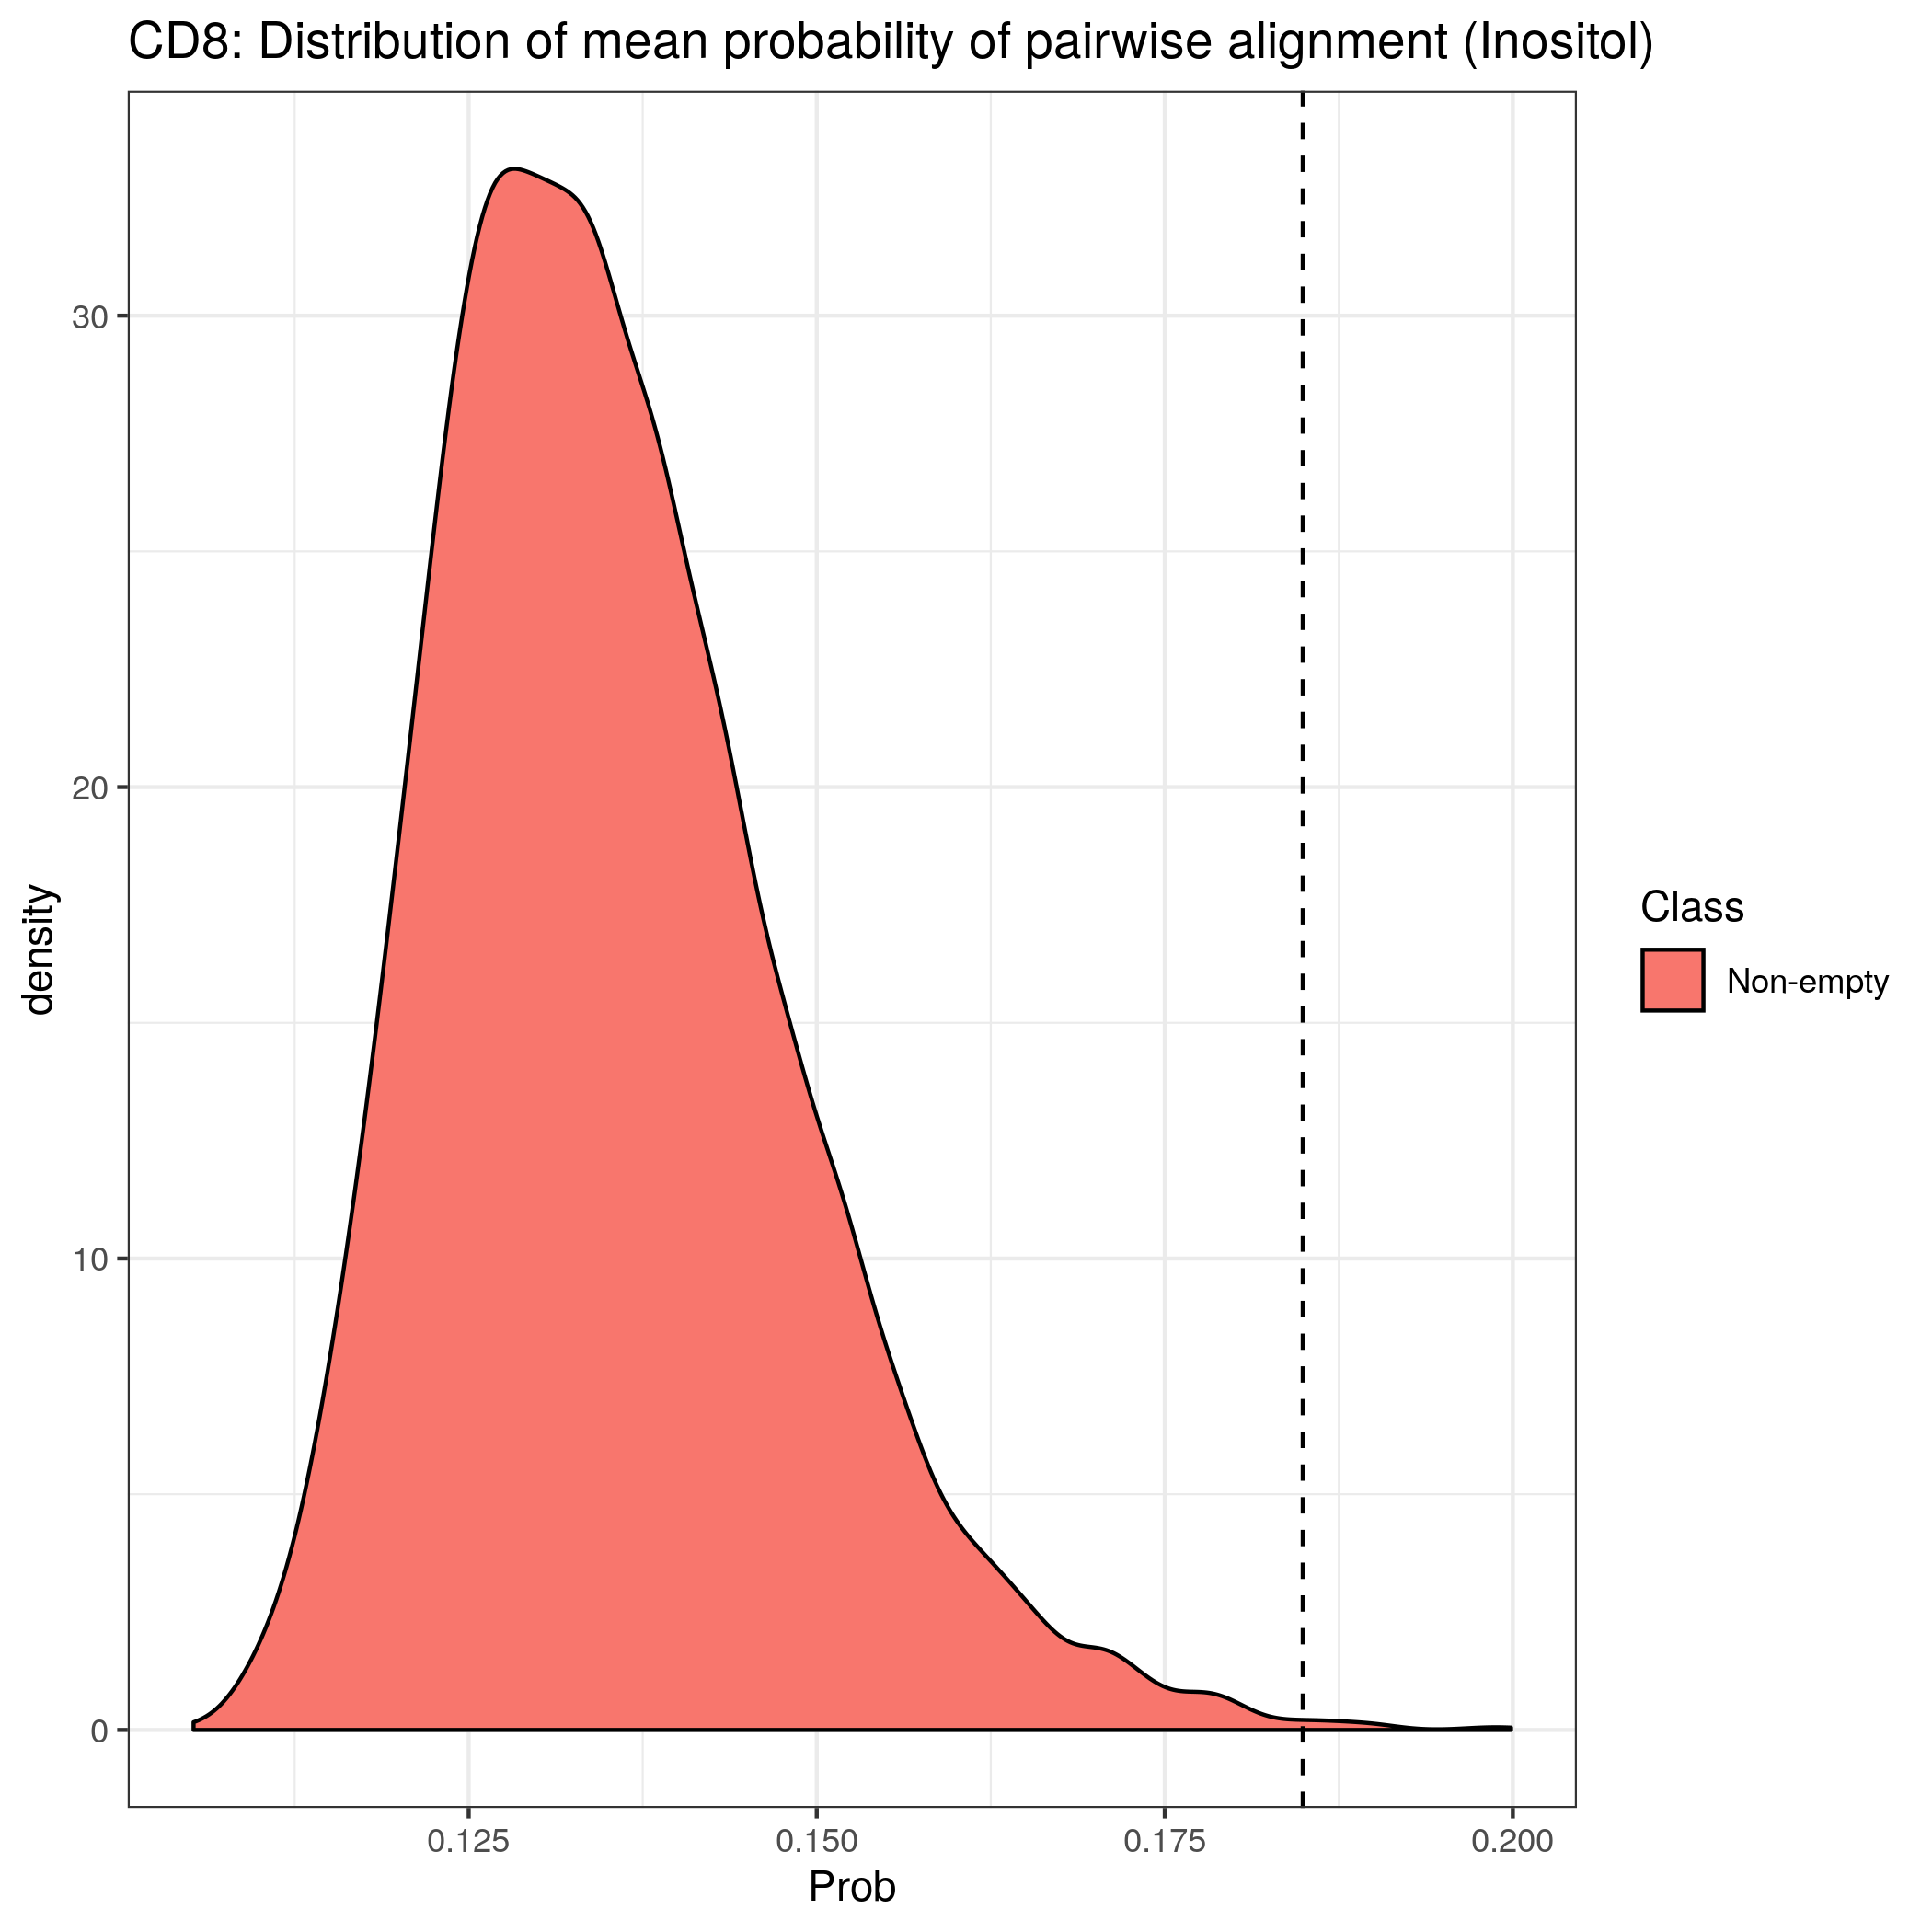 CD8: Distribution of mean probability of pairwise alignment (Inositol)
30
20
10
0
density
0.125 0.150 0.175 0.200
Prob
Class
Non-empty